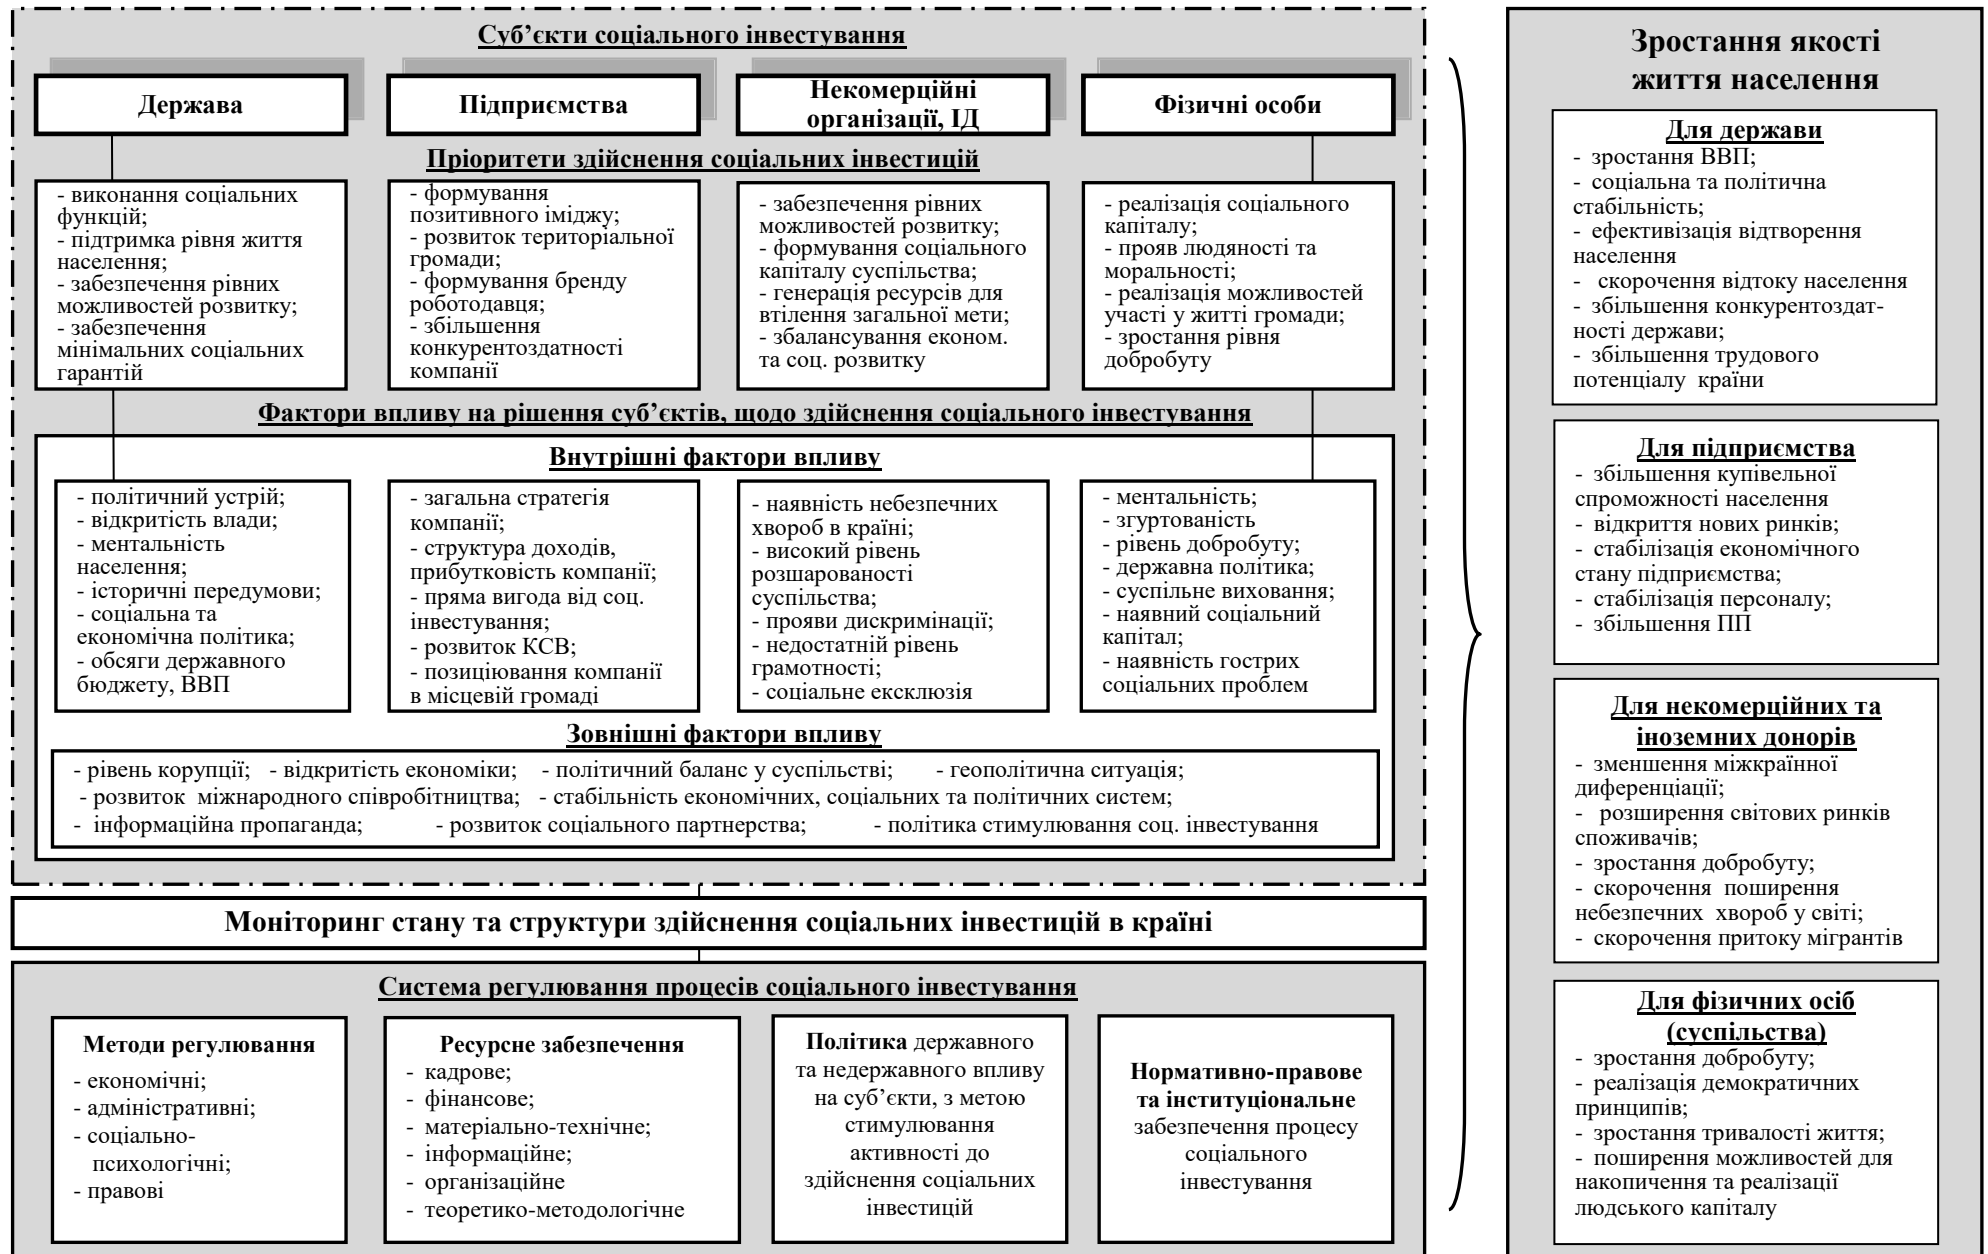 Суб’єкти соціального інвестування
Держава
Підприємства
Некомерційні
організації, ІД
Фізичні особи
Пріоритети здійснення соціальних інвестицій
- виконання соціальних
функцій;
- підтримка рівня життя
населення;
- забезпечення рівних
можливостей розвитку;
- забезпечення
мінімальних соціальних
гарантій
- формування
позитивного іміджу;
- розвиток територіальної
громади;
- формування бренду
роботодавця;
- збільшення
конкурентоздатності
компанії
- забезпечення рівних
можливостей розвитку;
- формування соціального
капіталу суспільства;
- генерація ресурсів для
втілення загальної мети;
- збалансування економ.
та соц. розвитку
- реалізація соціального
капіталу;
- прояв людяності та
моральності;
- реалізація можливостей
участі у житті громади;
- зростання рівня
добробуту
Фактори впливу на рішення суб’єктів, щодо здійснення соціального інвестування
Внутрішні фактори впливу
- політичний устрій;
- відкритість влади;
- ментальність
населення;
- історичні передумови;
- соціальна та
економічна політика;
- обсяги державного
бюджету, ВВП
- загальна стратегія
компанії;
- структура доходів,
прибутковість компанії;
- пряма вигода від соц.
інвестування;
- розвиток КСВ;
- позиціювання компанії
в місцевій громаді
- наявність небезпечних
хвороб в країні;
- високий рівень
розшарованості
суспільства;
- прояви дискримінації;
- недостатній рівень
грамотності;
- соціальне ексклюзія
- ментальність;
- згуртованість
- рівень добробуту;
- державна політика;
- суспільне виховання;
- наявний соціальний
капітал;
- наявність гострих
соціальних проблем
Зовнішні фактори впливу
- рівень корупції; - відкритість економіки; - політичний баланс у суспільстві; - геополітична ситуація;
- розвиток міжнародного співробітництва; - стабільність економічних, соціальних та політичних систем;
- інформаційна пропаганда; - розвиток соціального партнерства; - політика стимулювання соц. інвестування
Моніторинг стану та структури здійснення соціальних інвестицій в країні
Система регулювання процесів соціального інвестування
Методи регулювання
- економічні;
- адміністративні;
- соціально-
психологічні;
- правові
Ресурсне забезпечення
- кадрове;
- фінансове;
- матеріально-технічне;
- інформаційне;
- організаційне
- теоретико-методологічне
Політика державного
та недержавного впливу
на суб’єкти, з метою
стимулювання
активності до
здійснення соціальних
інвестицій
Нормативно-правове
та інституціональне
забезпечення процесу
соціального
інвестування
Зростання якості
життя населення
Для держави
- зростання ВВП;
- соціальна та політична
стабільність;
- ефективізація відтворення
населення
- скорочення відтоку населення
- збільшення конкурентоздат-
ності держави;
- збільшення трудового
потенціалу країни
Для підприємства
- збільшення купівельної
спроможності населення
- відкриття нових ринків;
- стабілізація економічного
стану підприємства;
- стабілізація персоналу;
- збільшення ПП
Для некомерційних та
іноземних донорів
- зменшення міжкраїнної
диференціації;
- розширення світових ринків
споживачів;
- зростання добробуту;
- скорочення поширення
небезпечних хвороб у світі;
- скорочення притоку мігрантів
Для фізичних осіб
(суспільства)
- зростання добробуту;
- реалізація демократичних
принципів;
- зростання тривалості життя;
- поширення можливостей для
накопичення та реалізації
людського капіталу